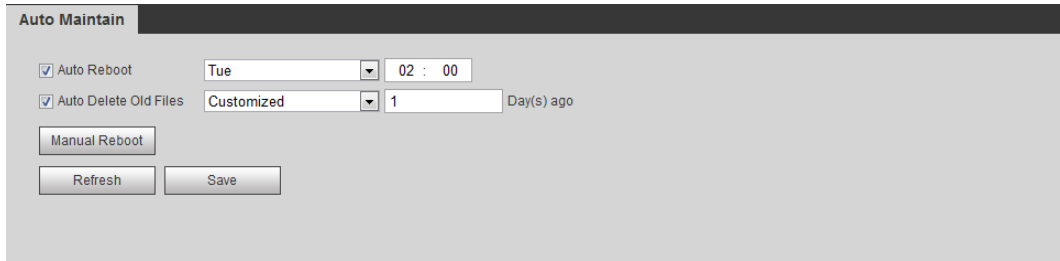 Auto Maintain
Auto Reboot Tue 02 : 00
Auto Delete Old Files Customized 1 Day(s) ago
Manual Reboot
Refresh Save